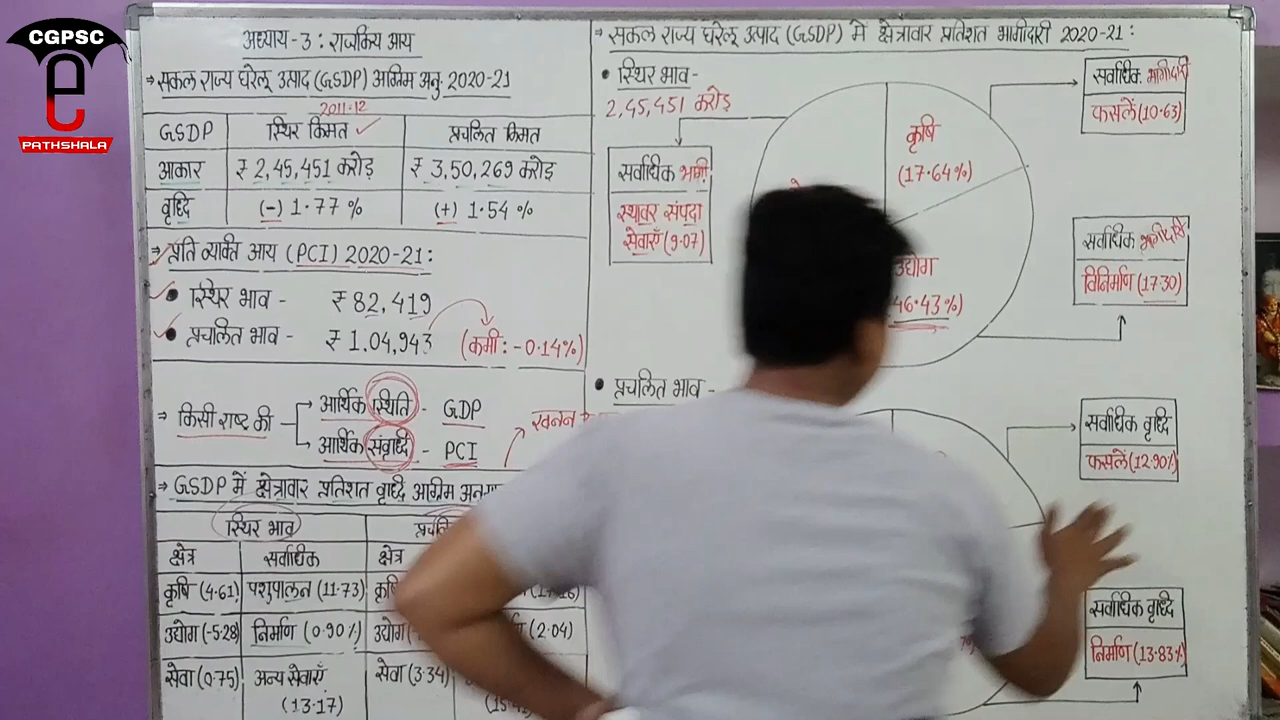 CGPSC
e
PATHSHALA
अध्याय-3 : राजकिय आय
→ सकल राज्य घरेलू उत्पाद (GSDP) अग्रिम अनु. 2020-21
2011-12
GSDP स्थिर किमत ✓ प्रचलित किमत
आकार ₹ 2,45,451 करोड़ ₹ 3,50,269 करोड़
वृध्दि (-) 1.77 % (+) 1.54 %
→ प्रति व्यक्ति आय (PCI) 2020-21:
• स्थिर भाव - ₹ 82,419
• प्रचलित भाव - ₹ 1,04,943 (कमी : -0.14%)
→ किसी राष्ट की
आर्थिक स्थिति - GDP
आर्थिक संवृध्दि - PCI
खनन
→ GSDP में क्षेत्रावार प्रतिशत वृध्दि अग्रिम
स्थिर भाव
क्षेत्र सर्वाधिक क्षेत्र
कृषि (4.61) पशुपालन (11.73)
उद्योग (-5.28) निर्माण (0.90%) उद्योग (2.04)
सेवा (0.75) अन्य सेवाएँ सेवा (3.34)
(13.17)
→ सकल राज्य घरेलू उत्पाद (GSDP) में क्षेत्रावार प्रतिशत भागीदारी 2020-21 :
• स्थिर भाव -
2,45,451 करोड़
सर्वाधिक भागी.
स्थावर संपदा
सेवाएँ (9.07)
कृषि
(17.64%)
उद्योग
46.43%)
सर्वाधिक भागीदारी
फसलें (10.63)
सर्वाधिक भागीदारी
विनिर्माण (17.30)
• प्रचलित भाव -
सर्वाधिक वृध्दि
फसलें (12.90%)
सर्वाधिक वृध्दि
निर्माण (13.83%)